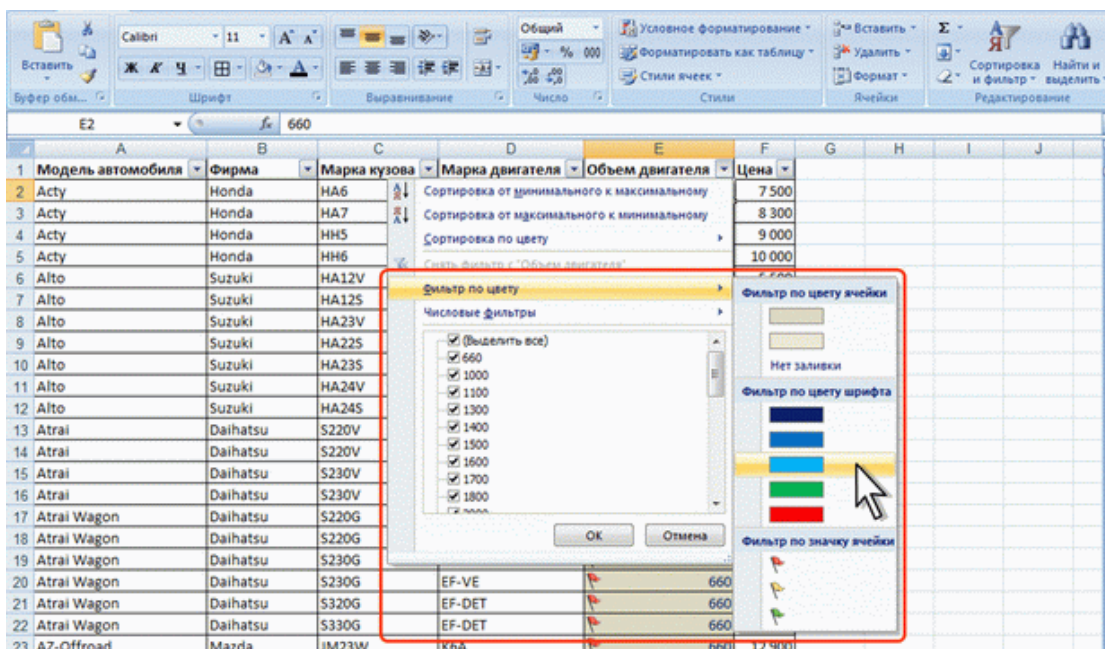 Вставить
Calibri
11
Ж К Ч
Общий
% 000
Условное форматирование
Форматировать как таблицу
Стили ячеек
Вставить
Удалить
Формат
Σ
Сортировка и фильтр
Найти и выделить
Буфер обм... Шрифт Выравнивание Число Стили Ячейки Редактирование
E2 fx 660
A B C D E F G H I J
1 Модель автомобиля Фирма Марка кузова Марка двигателя Объем двигателя Цена
2 Acty Honda HA6 7 500
3 Acty Honda HA7 8 300
4 Acty Honda HH5 9 000
5 Acty Honda HH6 10 000
6 Alto Suzuki HA12V
7 Alto Suzuki HA12S
8 Alto Suzuki HA23V
9 Alto Suzuki HA22S
10 Alto Suzuki HA23S
11 Alto Suzuki HA24V
12 Alto Suzuki HA24S
13 Atrai Daihatsu S220V
14 Atrai Daihatsu S220V
15 Atrai Daihatsu S230V
16 Atrai Daihatsu S230V
17 Atrai Wagon Daihatsu S220G
18 Atrai Wagon Daihatsu S220G
19 Atrai Wagon Daihatsu S230G
20 Atrai Wagon Daihatsu S230G EF-VE 660
21 Atrai Wagon Daihatsu S320G EF-DET 660
22 Atrai Wagon Daihatsu S330G EF-DET 660
23 AZ-Offroad Mazda JM23W K6A 660 12 900
Сортировка от минимального к максимальному
Сортировка от максимального к минимальному
Сортировка по цвету
Снять фильтр с "Объем двигателя"
Фильтр по цвету
Числовые фильтры
(Выделить все)
660
1000
1100
1300
1400
1500
1600
1700
1800
OK Отмена
Фильтр по цвету ячейки
Нет заливки
Фильтр по цвету шрифта
Фильтр по значку ячейки